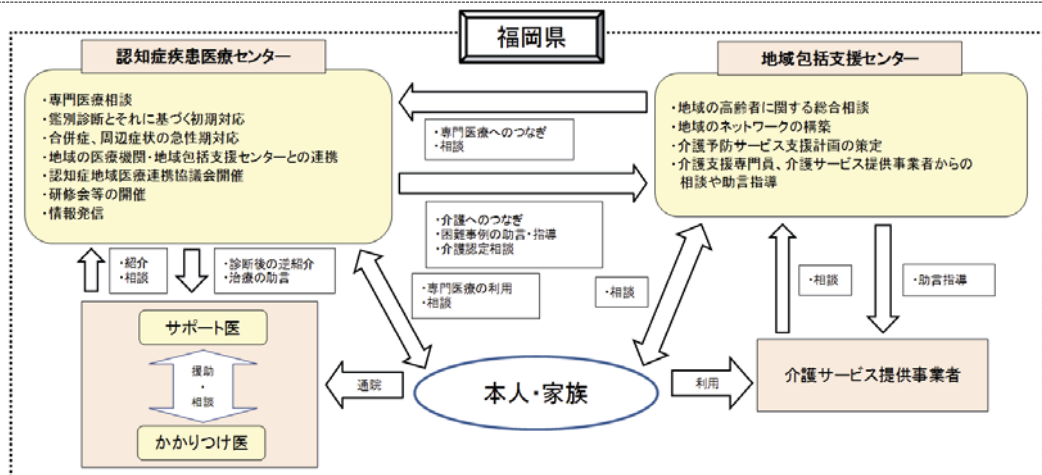 福岡県
認知症疾患医療センター
・専門医療相談
・鑑別診断とそれに基づく初期対応
・合併症、周辺症状の急性期対応
・地域の医療機関・地域包括支援センターとの連携
・認知症地域医療連携協議会開催
・研修会等の開催
・情報発信
地域包括支援センター
・地域の高齢者に関する総合相談
・地域のネットワークの構築
・介護予防サービス支援計画の策定
・介護支援専門員、介護サービス提供事業者からの
相談や助言指導
・専門医療へのつなぎ
・相談
・介護へのつなぎ
・困難事例の助言・指導
・介護認定相談
・紹介
・相談
・診断後の逆紹介
・治療の助言
・専門医療の利用
・相談
・相談
・相談
・助言指導
サポート医
援助
・
相談
かかりつけ医
通院
本人・家族
利用
介護サービス提供事業者